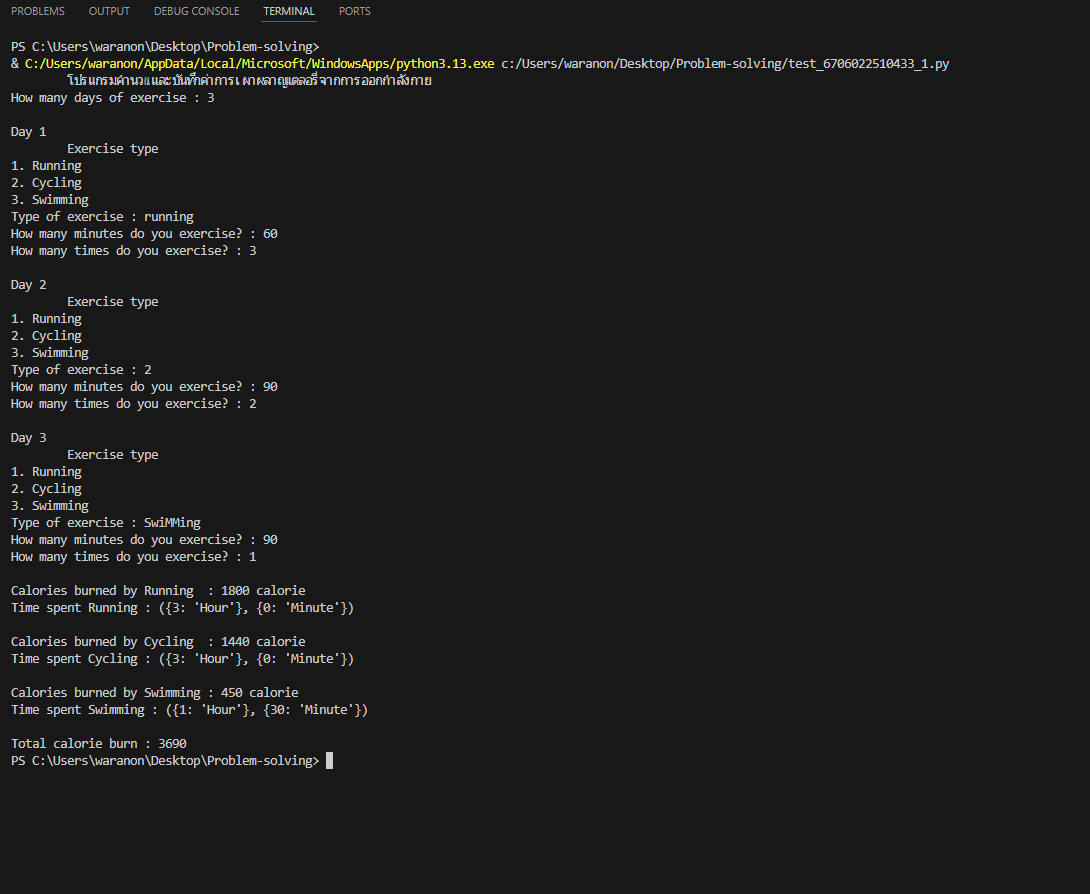 PROBLEMS OUTPUT DEBUG CONSOLE TERMINAL PORTS
PS C:\Users\waranon\Desktop\Problem-solving>
& C:/Users/waranon/AppData/Local/Microsoft/WindowsApps/python3.13.exe c:/Users/waranon/Desktop/Problem-solving/test_6706022510433_1.py
โปรแกรมคำนวณและบันทึกค่าการเผาผลาญแคลอรี่จากการออกกำลังกาย
How many days of exercise : 3
Day 1
Exercise type
1. Running
2. Cycling
3. Swimming
Type of exercise : running
How many minutes do you exercise? : 60
How many times do you exercise? : 3
Day 2
Exercise type
1. Running
2. Cycling
3. Swimming
Type of exercise : 2
How many minutes do you exercise? : 90
How many times do you exercise? : 2
Day 3
Exercise type
1. Running
2. Cycling
3. Swimming
Type of exercise : SwiMMing
How many minutes do you exercise? : 90
How many times do you exercise? : 1
Calories burned by Running  : 1800 calorie
Time spent Running : ({3: 'Hour'}, {0: 'Minute'})
Calories burned by Cycling  : 1440 calorie
Time spent Cycling : ({3: 'Hour'}, {0: 'Minute'})
Calories burned by Swimming : 450 calorie
Time spent Swimming : ({1: 'Hour'}, {30: 'Minute'})
Total calorie burn : 3690
PS C:\Users\waranon\Desktop\Problem-solving>